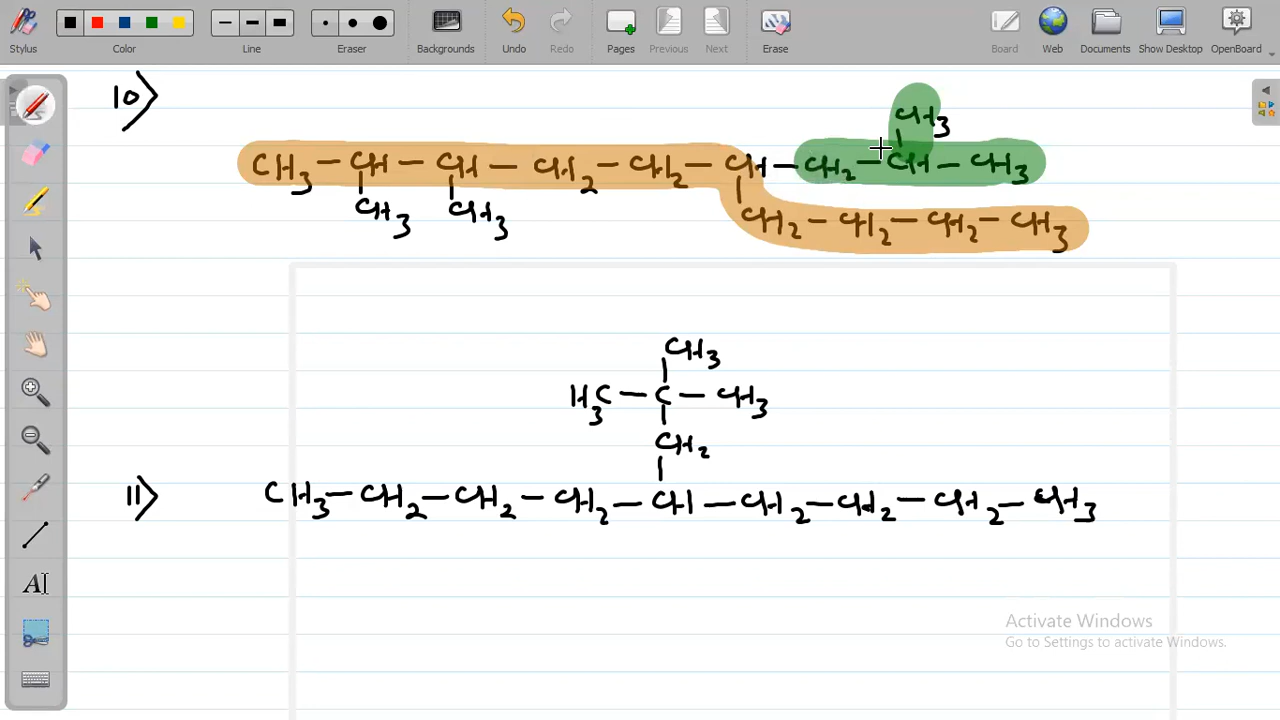 Stylus Color Line Eraser Backgrounds Undo Redo Pages Previous Next Erase Board Web Documents Show Desktop OpenBoard
10)
CH3
CH3 – CH – CH – CH2 – CH2 – CH – CH2 – CH – CH3
CH3 CH3 CH2 – CH2 – CH2 – CH3
CH3
H3C – C – CH3
CH2
11) CH3 – CH2 – CH2 – CH2 – CH – CH2 – CH2 – CH2 – CH3
AI
Activate Windows
Go to Settings to activate Windows.